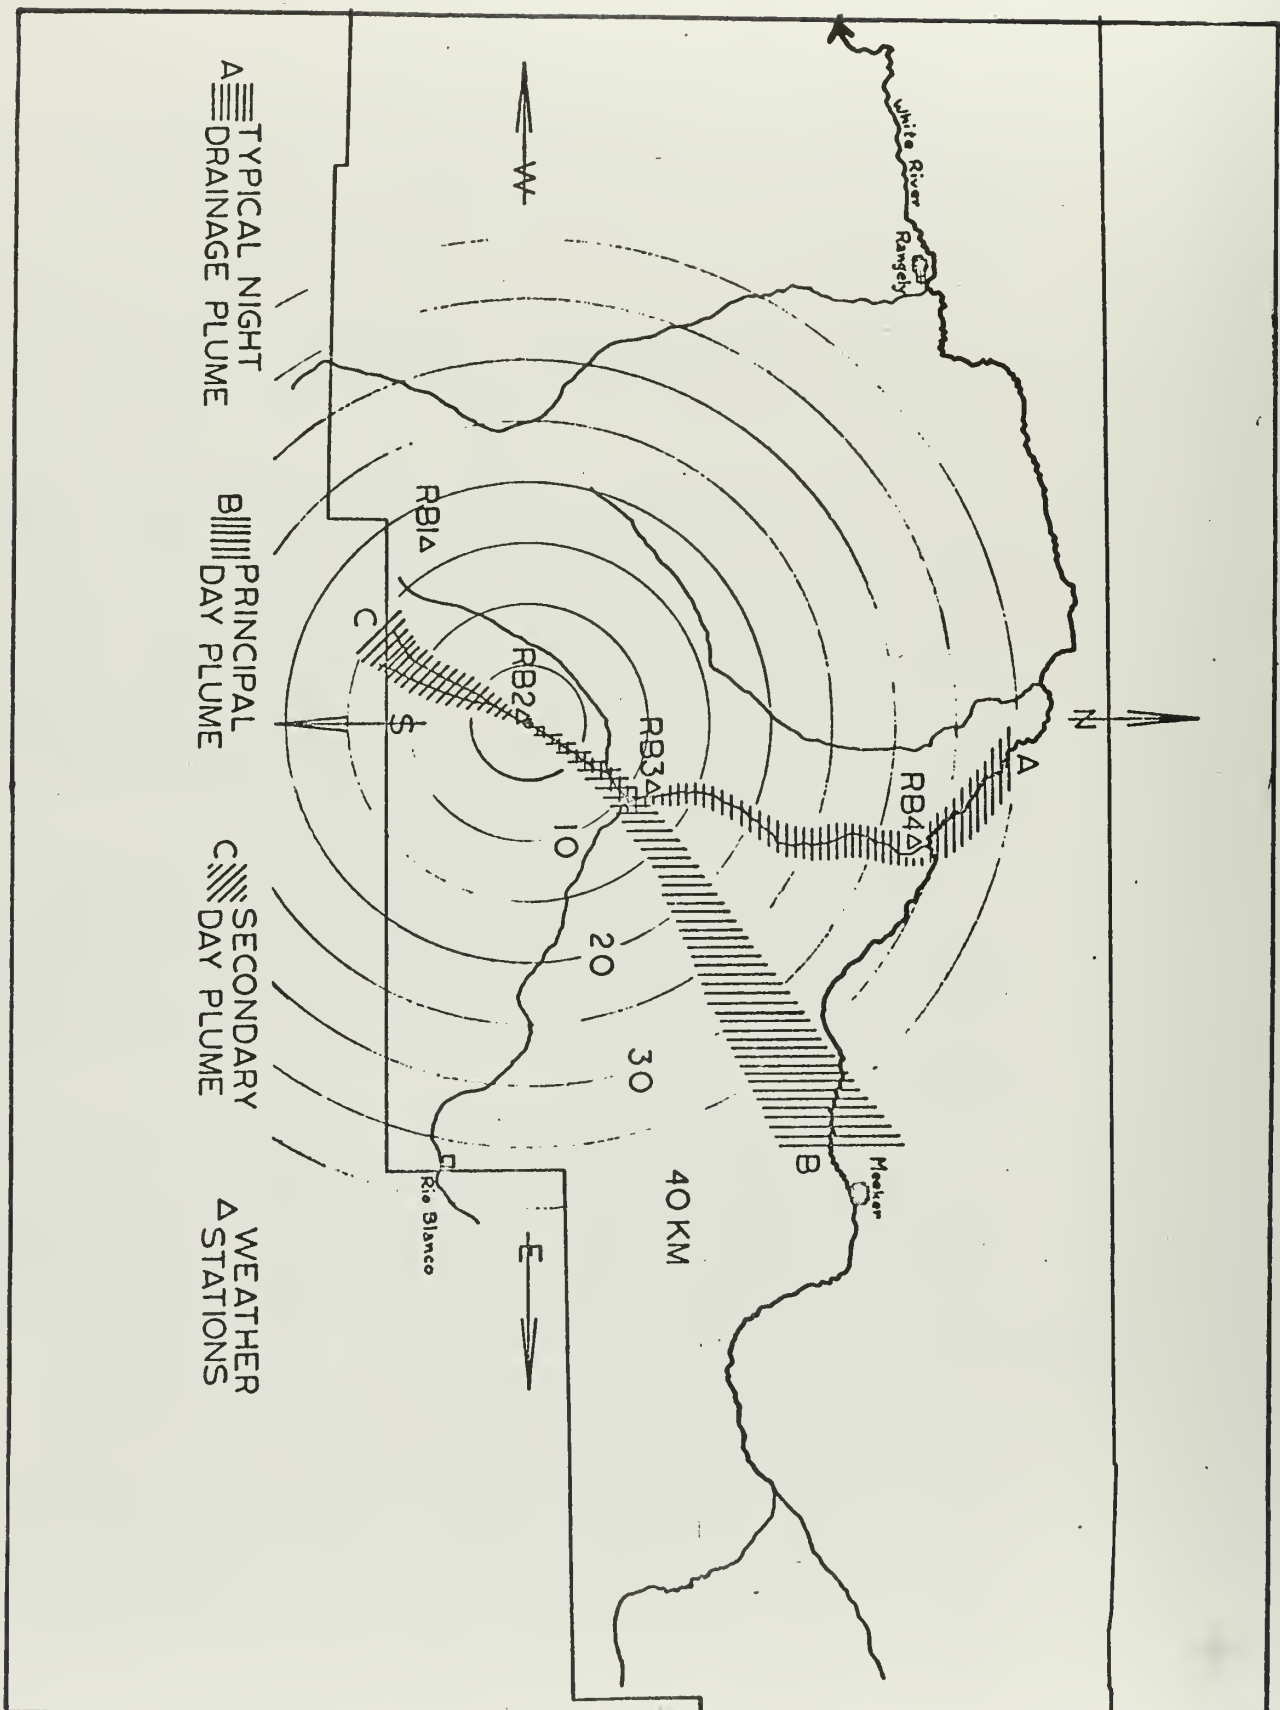 N
White River
Rangely
A
RB4△
Meeker
B
RB3△
40 KM
30
20
10
W
RB2△
E
RB1△
C
S
Rio Blanco
A TYPICAL NIGHT
DRAINAGE PLUME
B PRINCIPAL
DAY PLUME
C SECONDARY
DAY PLUME
△ WEATHER
STATIONS